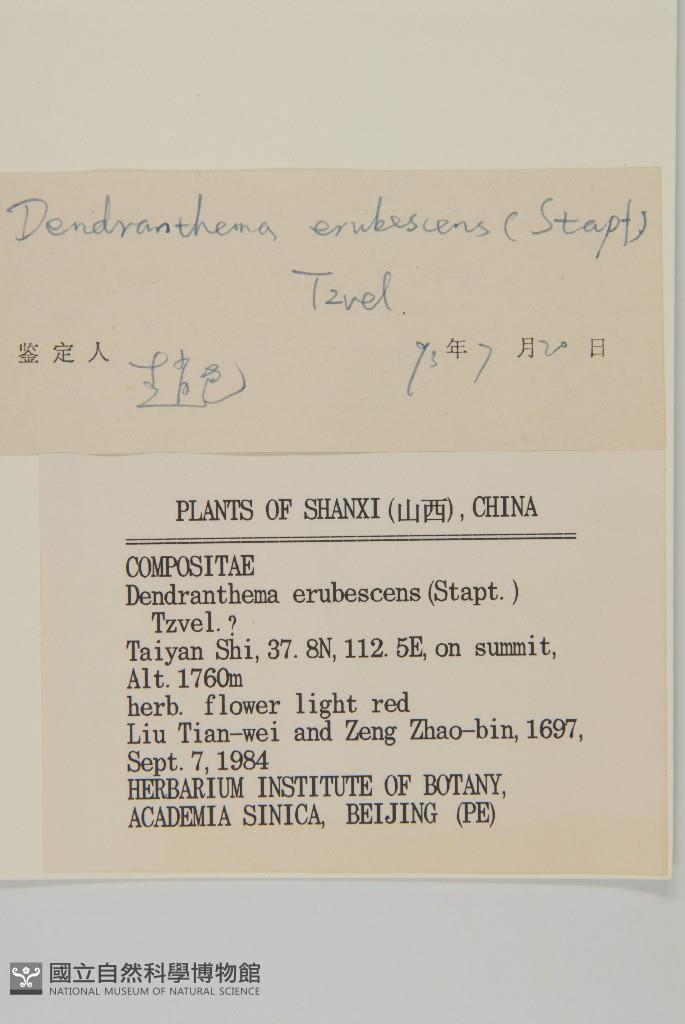 Dendranthema erubescens (Stapf)
Tzvel.
鉴定人
93年7月20日
PLANTS OF SHANXI (山西), CHINA
COMPOSITAE
Dendranthema erubescens (Stapt.)
Tzvel.?
Taiyan Shi, 37.8N, 112.5E, on summit,
Alt. 1760m
herb. flower light red
Liu Tian-wei and Zeng Zhao-bin, 1697,
Sept. 7, 1984
HERBARIUM INSTITUTE OF BOTANY,
ACADEMIA SINICA, BEIJING (PE)
國立自然科學博物館
NATIONAL MUSEUM OF NATURAL SCIENCE